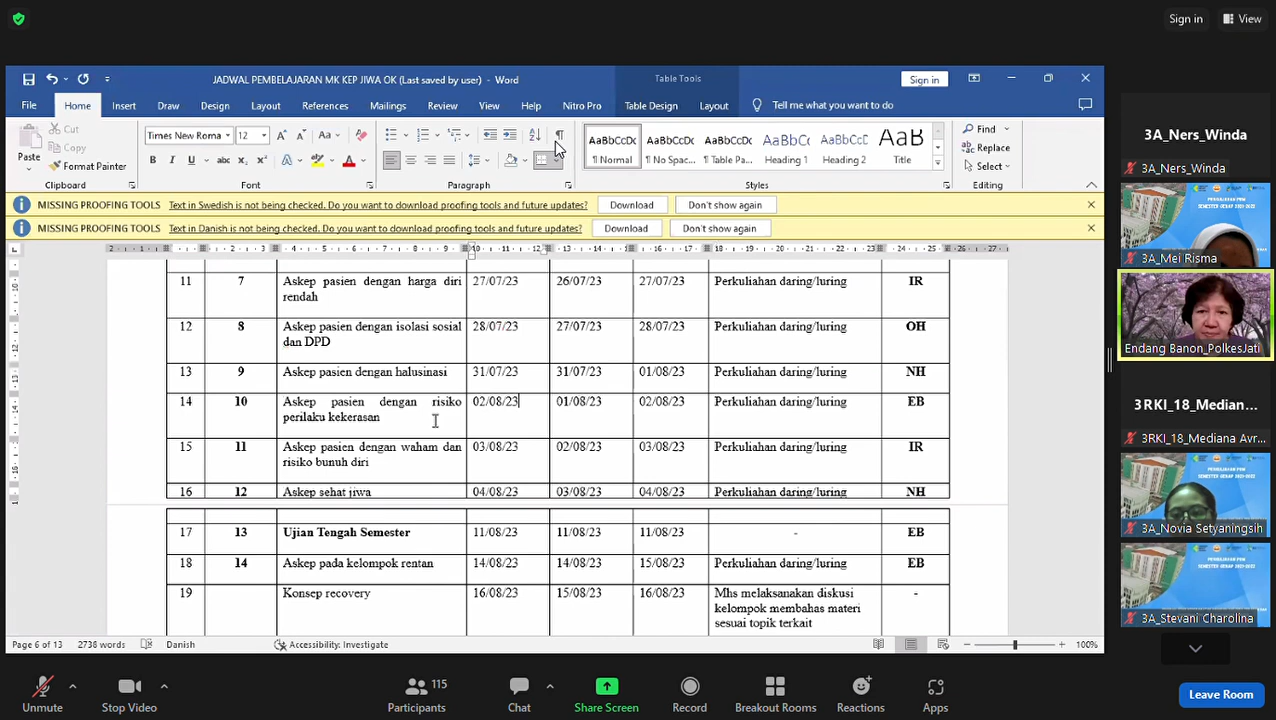 Sign in View
JADWAL PEMBELAJARAN MK KEP JIWA OK (Last saved by user) - Word
Table Tools
Sign in
File Home Insert Draw Design Layout References Mailings Review View Help Nitro Pro Table Design Layout Tell me what you want to do
Paste
Cut
Copy
Format Painter
Clipboard
Times New Roma 12
Font
Paragraph
AaBbCcDc AaBbCcDc AaBbCcDc AaBbCcD AaBbCcD AaB
¶ Normal ¶ No Spac... ¶ Table Pa... Heading 1 Heading 2 Title
Styles
Find
Replace
Select
Editing
MISSING PROOFING TOOLS Text in Swedish is not being checked. Do you want to download proofing tools and future updates? Download Don't show again
MISSING PROOFING TOOLS Text in Danish is not being checked. Do you want to download proofing tools and future updates? Download Don't show again
11 7 Askep pasien dengan harga diri 27/07/23 26/07/23 27/07/23 Perkuliahan daring/luring IR
rendah
12 8 Askep pasien dengan isolasi sosial 28/07/23 27/07/23 28/07/23 Perkuliahan daring/luring OH
dan DPD
13 9 Askep pasien dengan halusinasi 31/07/23 31/07/23 01/08/23 Perkuliahan daring/luring NH
14 10 Askep pasien dengan risiko 02/08/23 01/08/23 02/08/23 Perkuliahan daring/luring EB
perilaku kekerasan
15 11 Askep pasien dengan waham dan 03/08/23 02/08/23 03/08/23 Perkuliahan daring/luring IR
risiko bunuh diri
16 12 Askep sehat jiwa 04/08/23 03/08/23 04/08/23 Perkuliahan daring/luring NH
17 13 Ujian Tengah Semester 11/08/23 11/08/23 11/08/23 - EB
18 14 Askep pada kelompok rentan 14/08/23 14/08/23 15/08/23 Perkuliahan daring/luring EB
19 Konsep recovery 16/08/23 15/08/23 16/08/23 Mhs melaksanakan diskusi -
kelompok membahas materi
sesuai topik terkait
Page 6 of 13 2738 words Danish Accessibility: Investigate 100%
3A_Ners_Winda
3A_Ners_Winda
3A_Mei Risma
Endang Banon_PolkesJati
3RKI_18_Median...
3RKI_18_Mediana Avr...
3A_Novia Setyaningsih
3A_Stevani Charolina
Unmute Stop Video Participants 115 Chat Share Screen Record Breakout Rooms Reactions Apps Leave Room